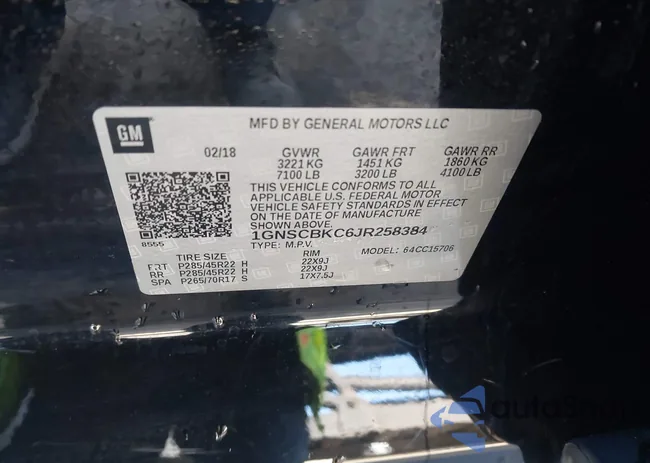 GM
MFD BY GENERAL MOTORS LLC
02/18 GVWR GAWR FRT GAWR RR
3221 KG 1451 KG 1860 KG
7100 LB 3200 LB 4100 LB
THIS VEHICLE CONFORMS TO ALL
APPLICABLE U.S. FEDERAL MOTOR
VEHICLE SAFETY STANDARDS IN EFFECT
ON THE DATE OF MANUFACTURE
SHOWN ABOVE.
1GNSCBKC6JR258384
8555
TYPE: M.P.V. MODEL: 64CC15706
TIRE SIZE RIM
FRT P285/45R22 H 22X9J
RR P285/45R22 H 22X9J
SPA P265/70R17 S 17X7.5J